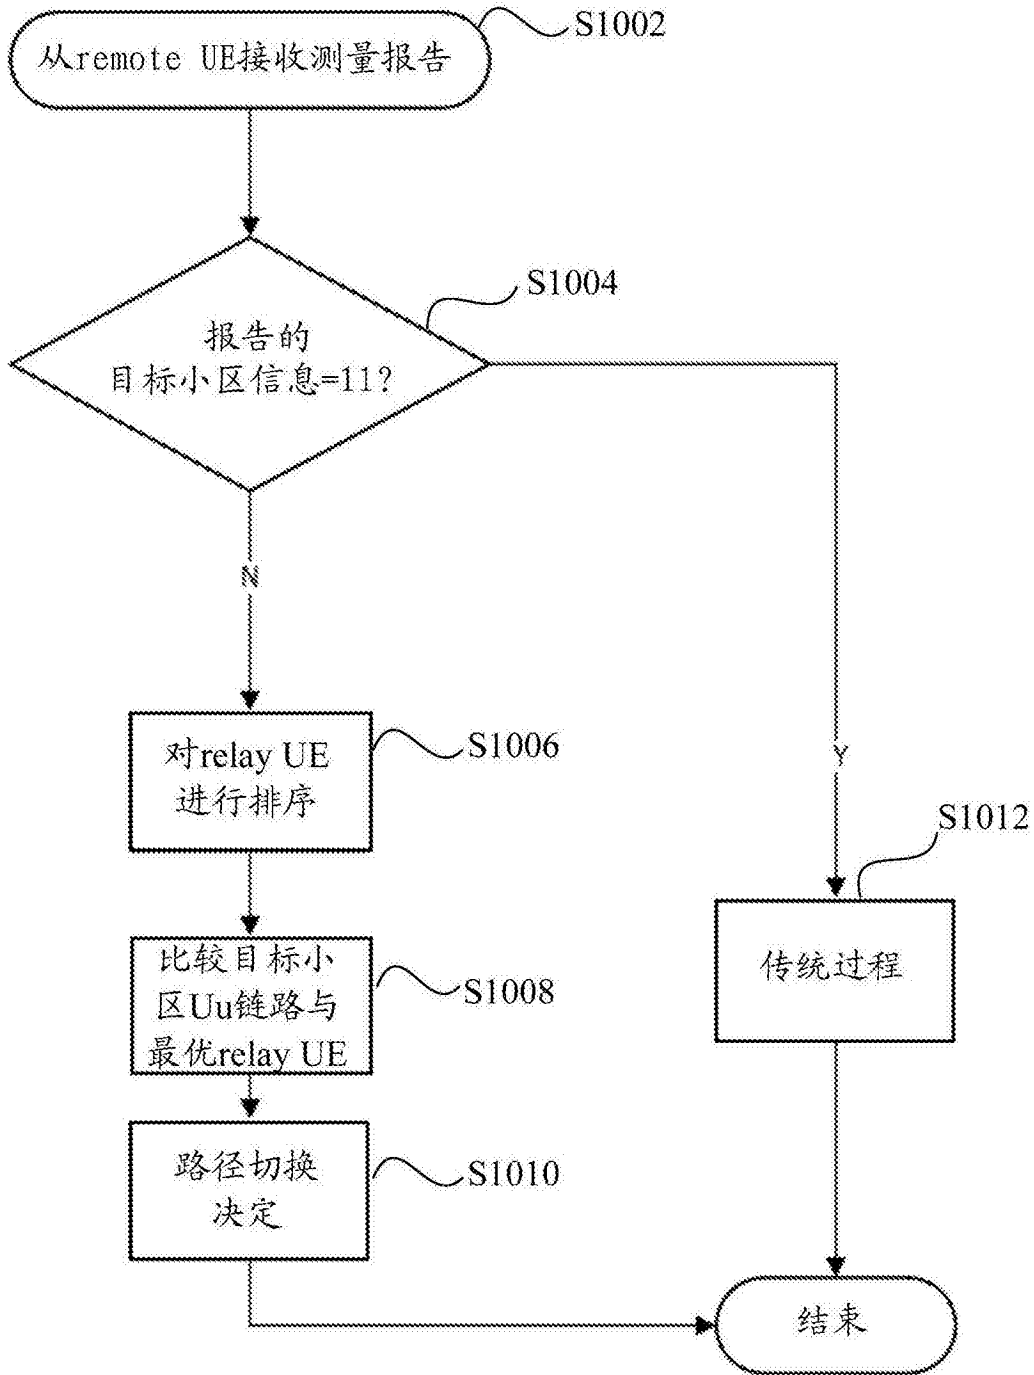 从remote UE接收测量报告
S1002
报告的
目标小区信息=11?
S1004
N
Y
对relay UE
进行排序
S1006
传统过程
S1012
比较目标小
区Uu链路与
最优relay UE
S1008
路径切换
决定
S1010
结束